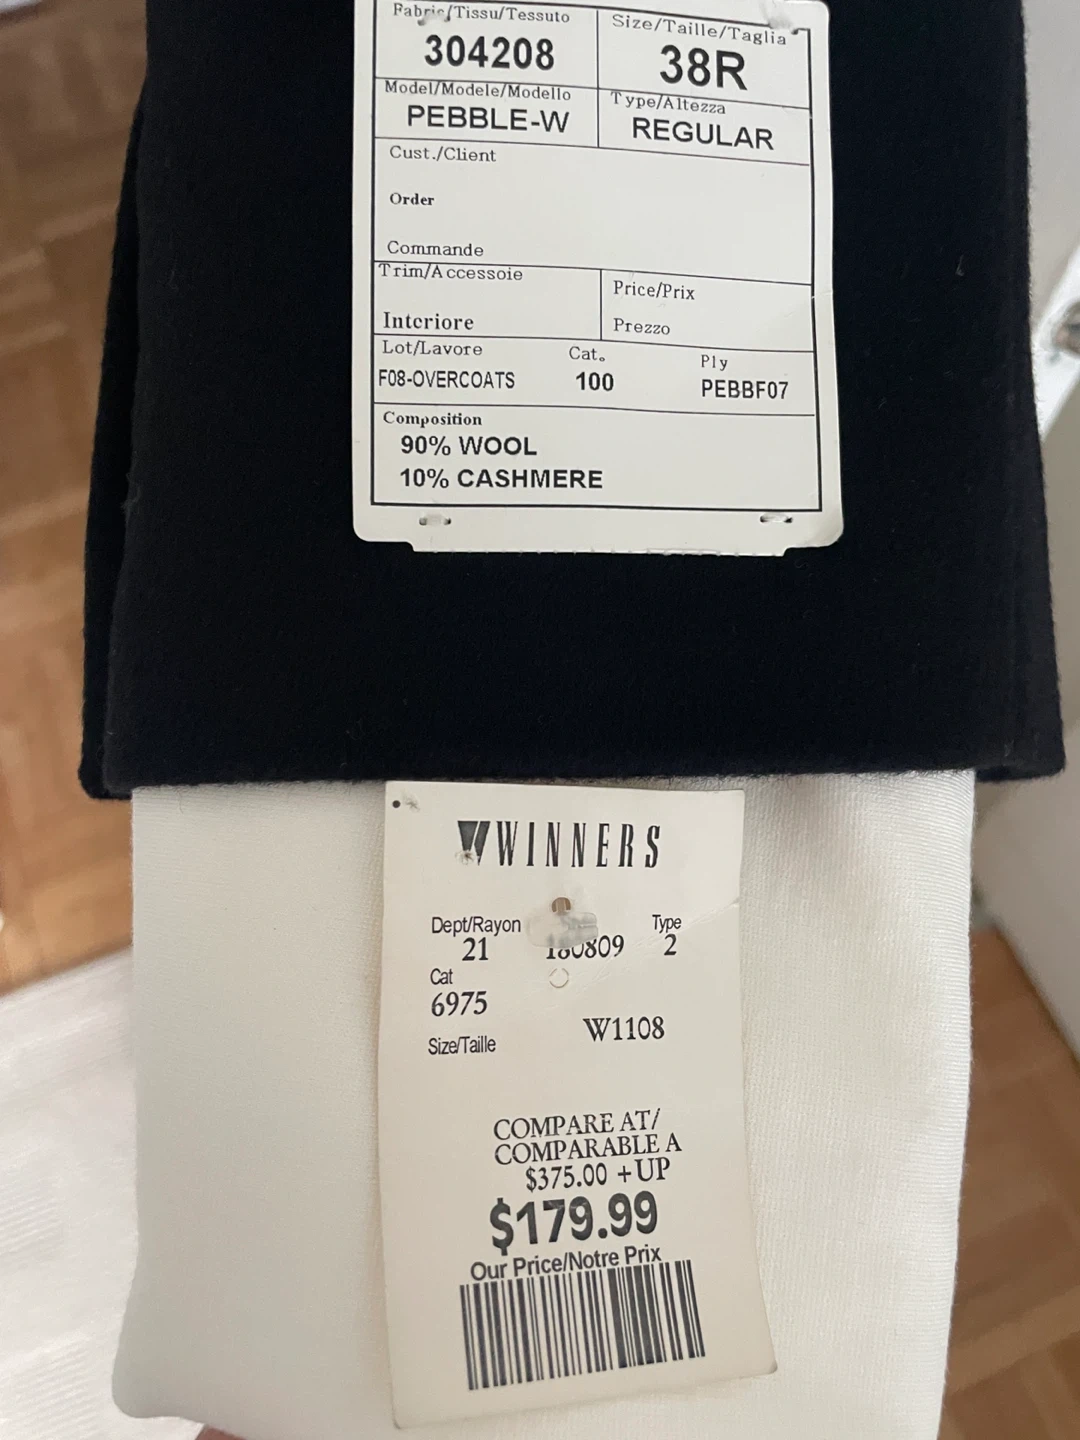 Fabric/Tissu/Tessuto
304208
Size/Taille/Taglia
38R
Model/Modele/Modello
PEBBLE-W
Type/Altezza
REGULAR
Cust./Client
Order
Commande
Trim/Accessoie
Interiore
Price/Prix
Prezzo
Lot/Lavore
F08-OVERCOATS
Cat.
100
Ply
PEBBF07
Composition
90% WOOL
10% CASHMERE
WINNERS
Dept/Rayon
21
Type
2
Cat
6975
Size/Taille
W1108
COMPARE AT/
COMPARABLE A
$375.00 +UP
$179.99
Our Price/Notre Prix